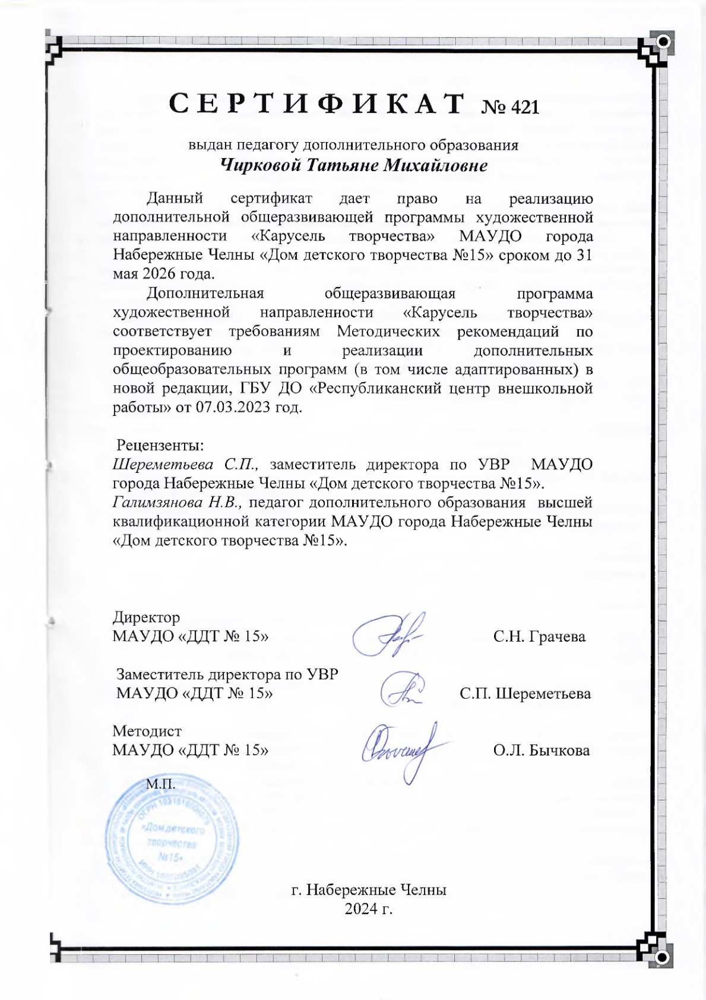 СЕРТИФИКАТ № 421
выдан педагогу дополнительного образования
Чирковой Татьяне Михайловне
Данный сертификат дает право на реализацию
дополнительной общеразвивающей программы художественной
направленности «Карусель творчества» МАУДО города
Набережные Челны «Дом детского творчества №15» сроком до 31
мая 2026 года.
Дополнительная общеразвивающая программа
художественной направленности «Карусель творчества»
соответствует требованиям Методических рекомендаций по
проектированию и реализации дополнительных
общеобразовательных программ (в том числе адаптированных) в
новой редакции, ГБУ ДО «Республиканский центр внешкольной
работы» от 07.03.2023 год.
Рецензенты:
Шереметьева С.П., заместитель директора по УВР МАУДО
города Набережные Челны «Дом детского творчества №15».
Галимзянова Н.В., педагог дополнительного образования высшей
квалификационной категории МАУДО города Набережные Челны
«Дом детского творчества №15».
Директор
МАУДО «ДДТ № 15» С.Н. Грачева
Заместитель директора по УВР
МАУДО «ДДТ № 15» С.П. Шереметьева
Методист
МАУДО «ДДТ № 15» О.Л. Бычкова
М.П.
ОГРН
«Дом детского
творчества
№15»
ИНН
г. Набережные Челны
2024 г.